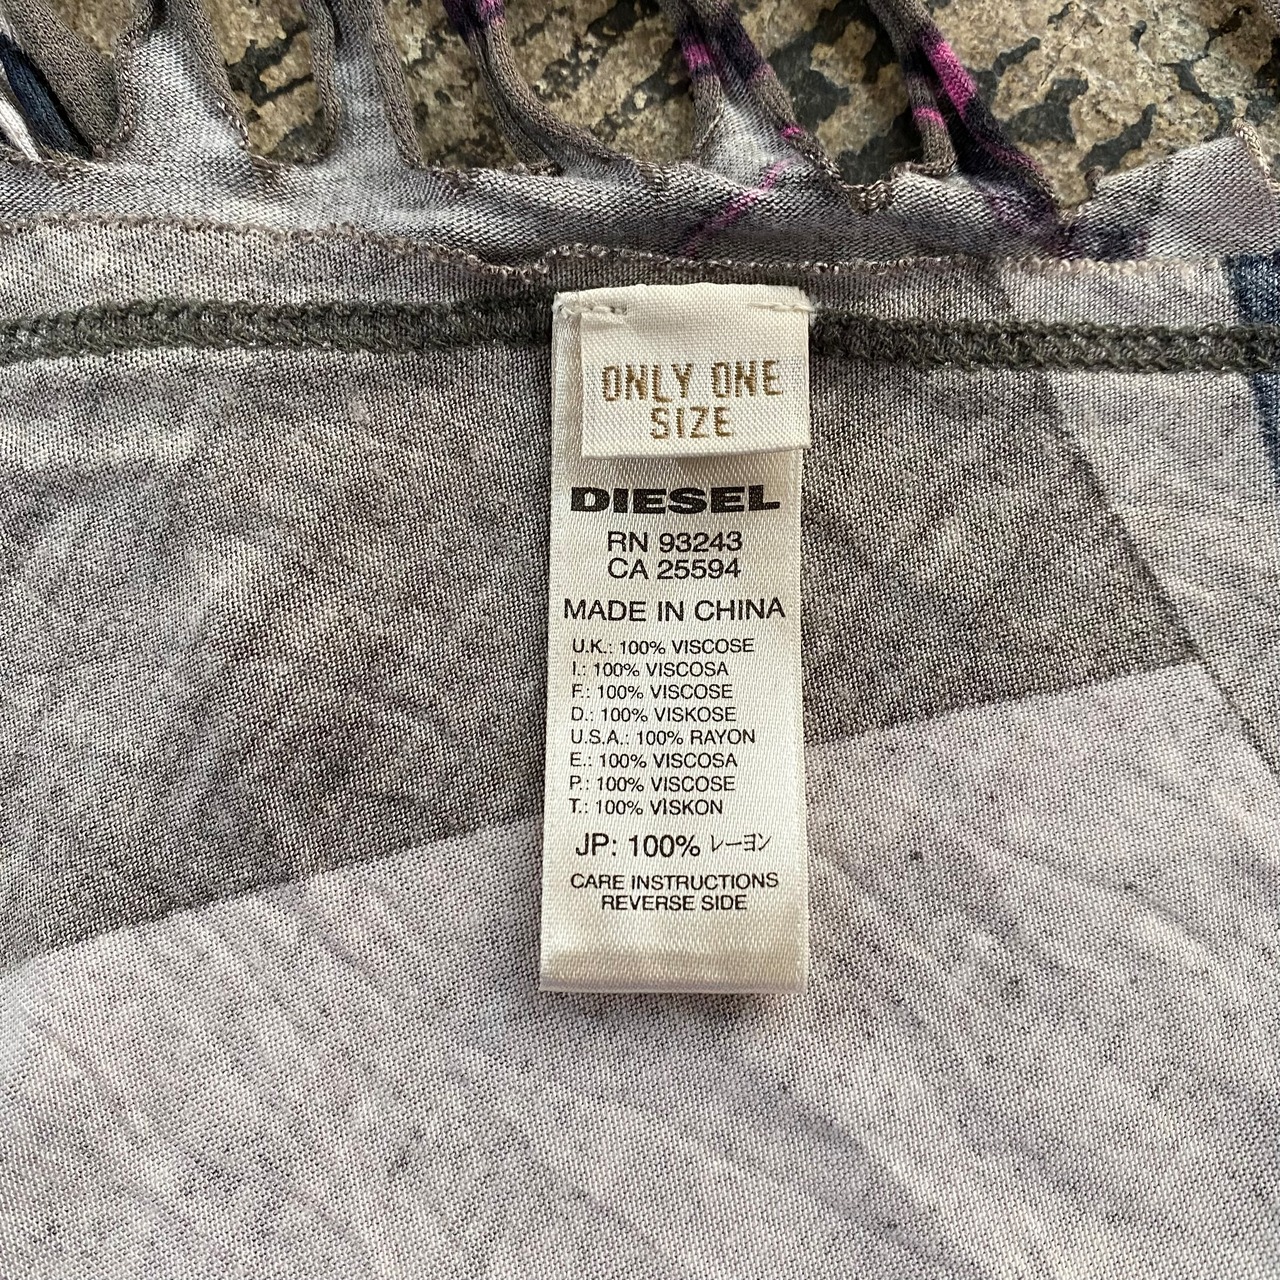 ONLY ONE
SIZE
DIESEL
RN 93243
CA 25594
MADE IN CHINA
U.K.: 100% VISCOSE
I.: 100% VISCOSA
F.: 100% VISCOSE
D.: 100% VISKOSE
U.S.A.: 100% RAYON
E.: 100% VISCOSA
P.: 100% VISCOSE
T.: 100% VISKON
JP: 100% レーヨン
CARE INSTRUCTIONS
REVERSE SIDE